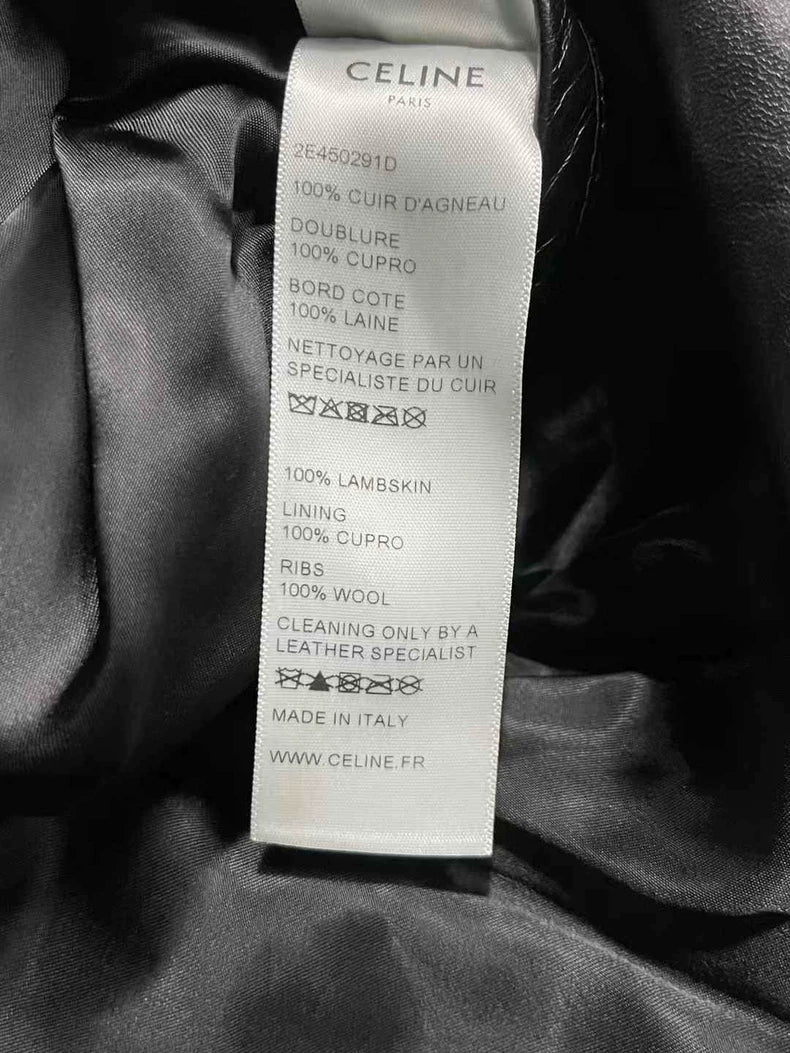 CELINE
PARIS
2E450291D
100% CUIR D'AGNEAU
DOUBLURE
100% CUPRO
BORD COTE
100% LAINE
NETTOYAGE PAR UN
SPECIALISTE DU CUIR
100% LAMBSKIN
LINING
100% CUPRO
RIBS
100% WOOL
CLEANING ONLY BY A
LEATHER SPECIALIST
MADE IN ITALY
WWW.CELINE.FR